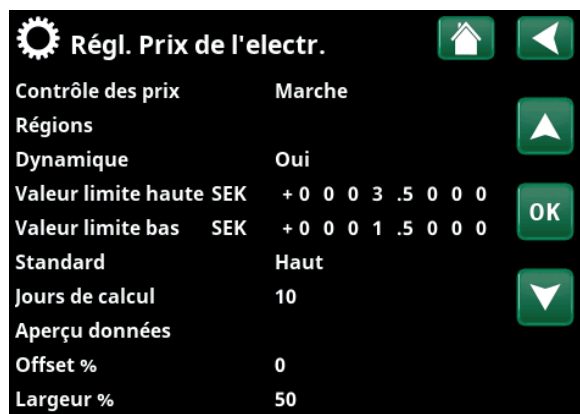 Régl. Prix de l'electr.
Contrôle des prix Marche
Régions
Dynamique Oui
Valeur limite haute SEK +0 0 0 3 .5 0 0 0
Valeur limite bas SEK +0 0 0 1 .5 0 0 0
OK
Standard Haut
Jours de calcul 10
Aperçu données
Offset % 0
Largeur % 50